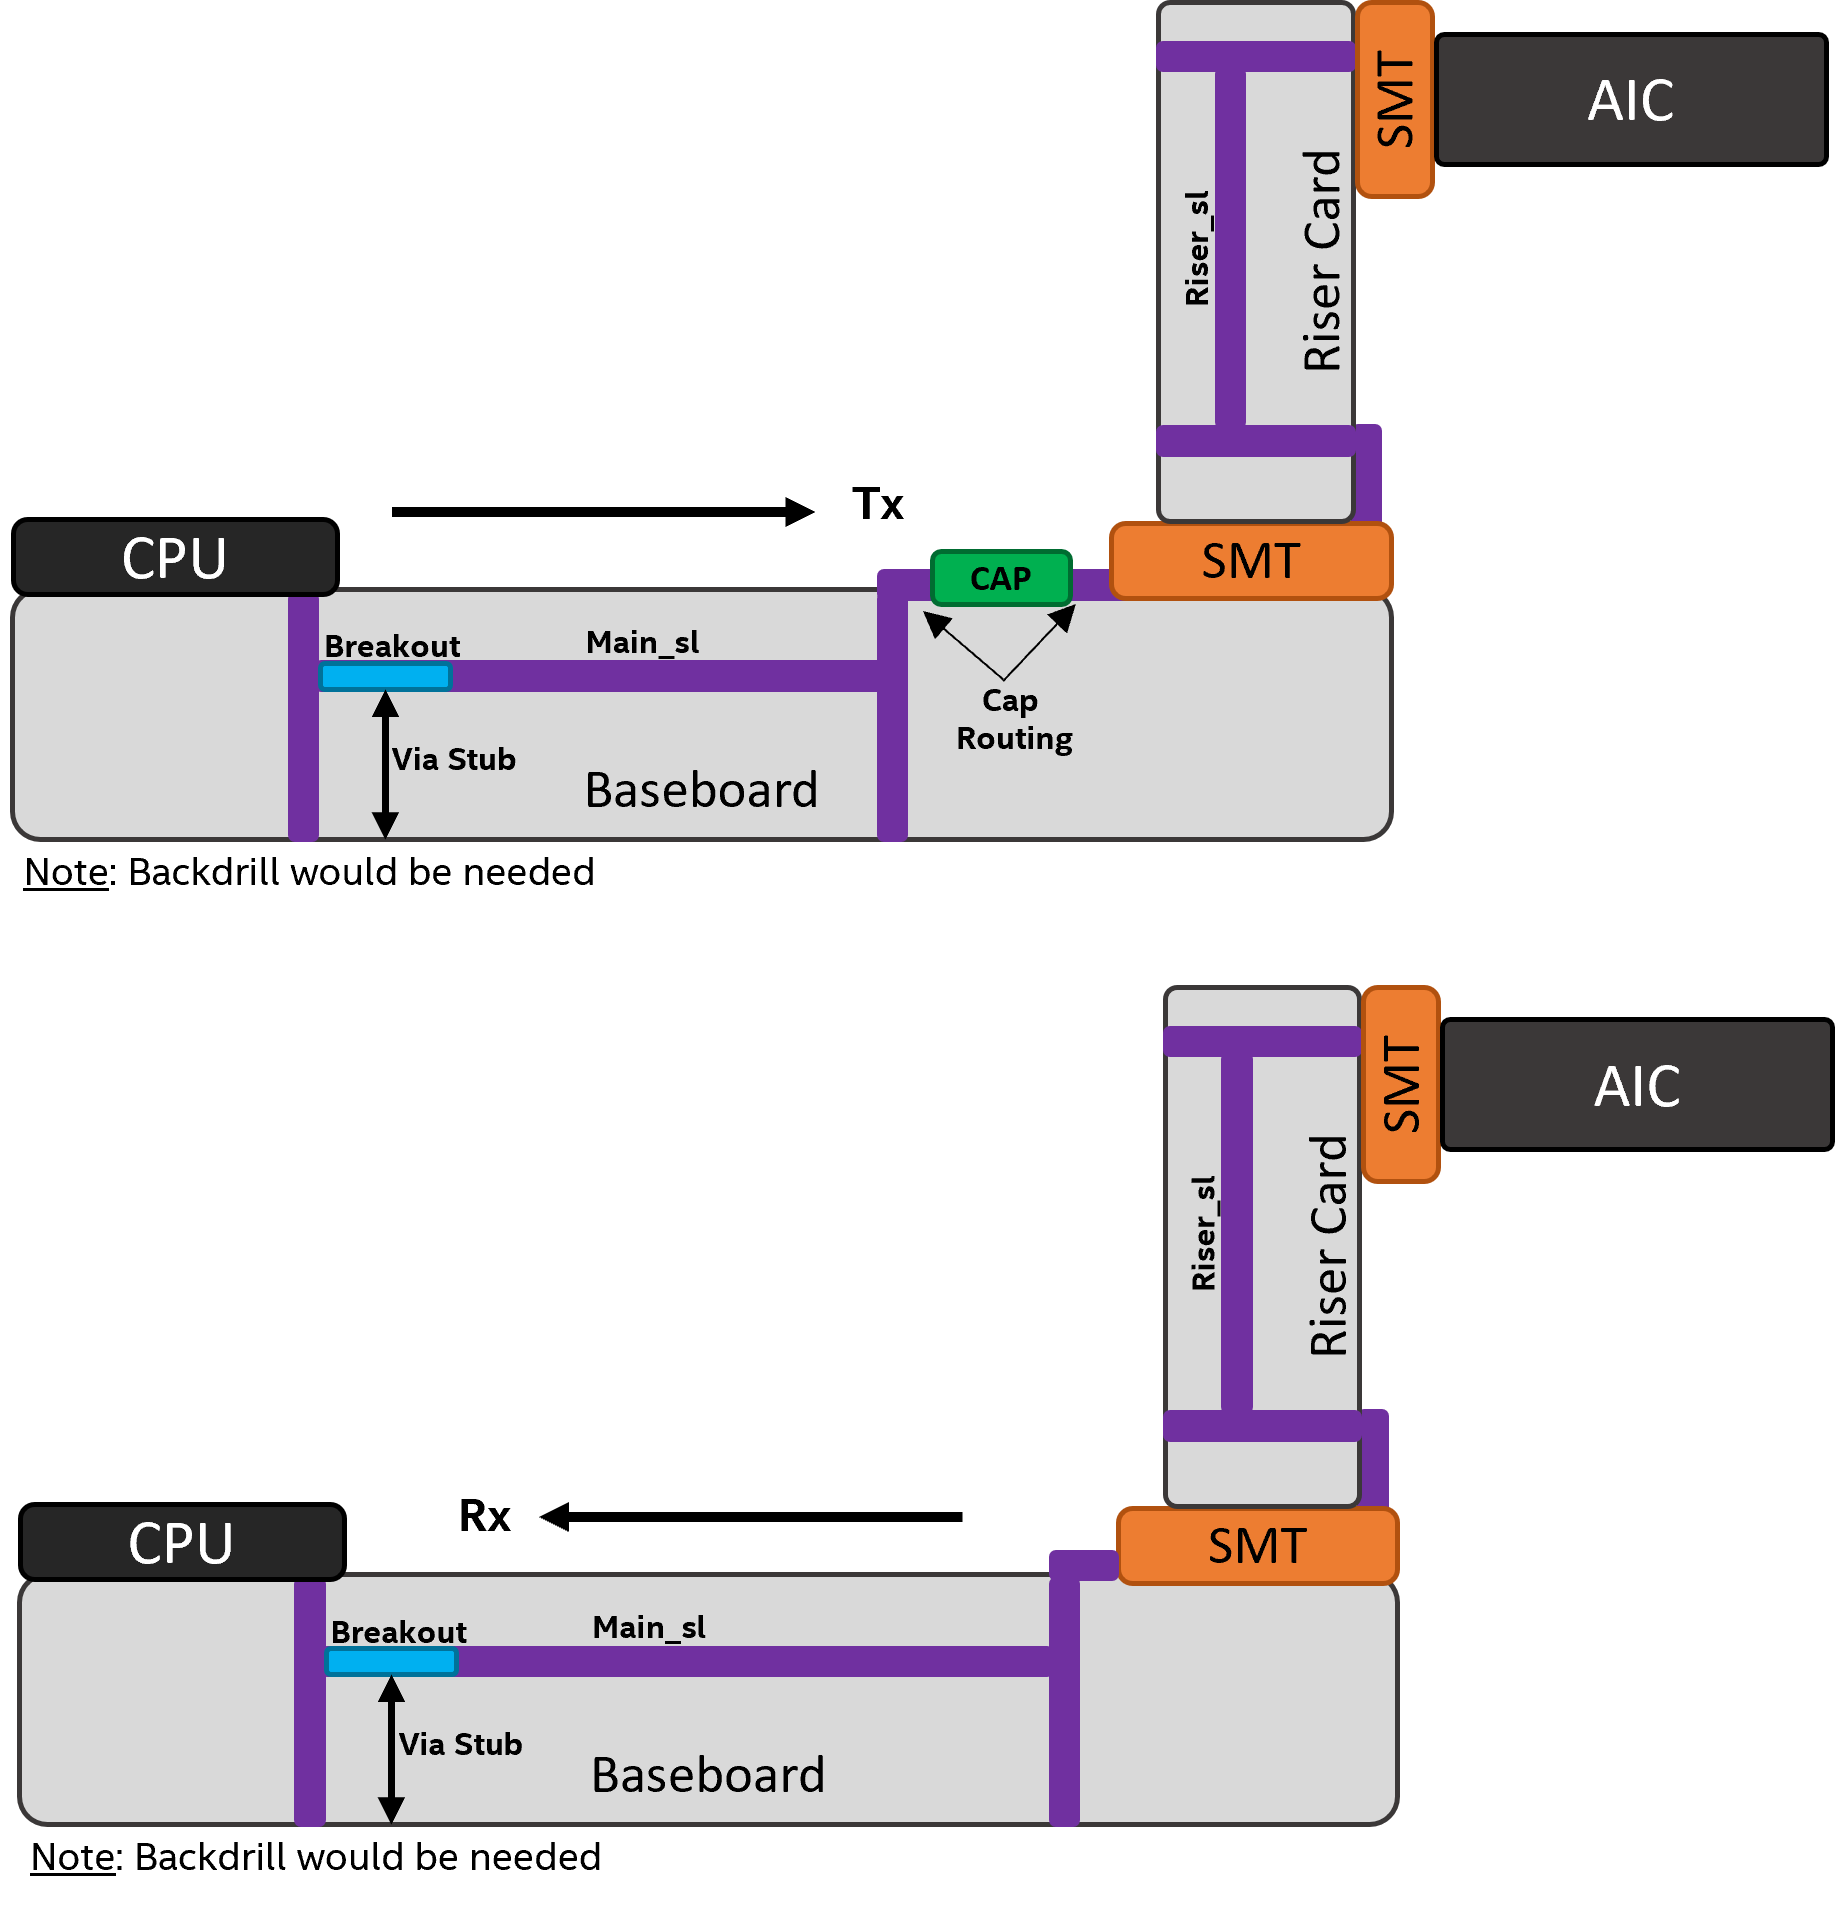 SMT
AIC
Riser_sl
Riser Card
Tx
CPU
CAP
SMT
Breakout
Main_sl
Cap
Routing
Via Stub
Baseboard
Note: Backdrill would be needed
SMT
AIC
Riser_sl
Riser Card
Rx
CPU
SMT
Breakout
Main_sl
Via Stub
Baseboard
Note: Backdrill would be needed